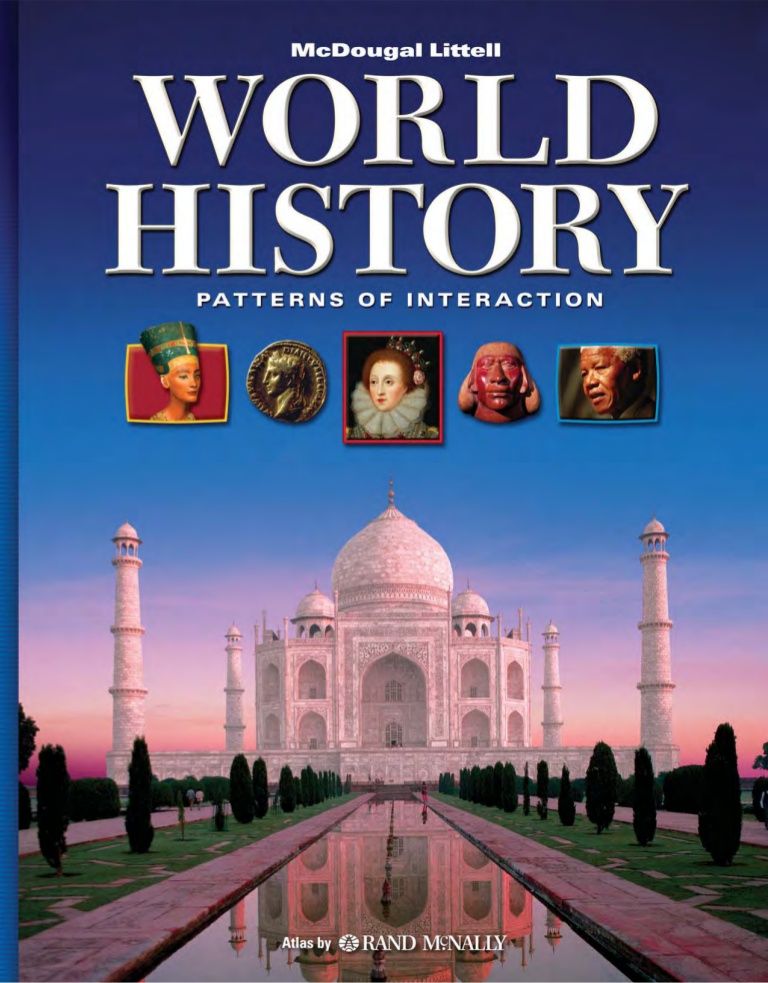 McDougal Littell
WORLD
HISTORY
PATTERNS OF INTERACTION
Atlas by RAND McNALLY